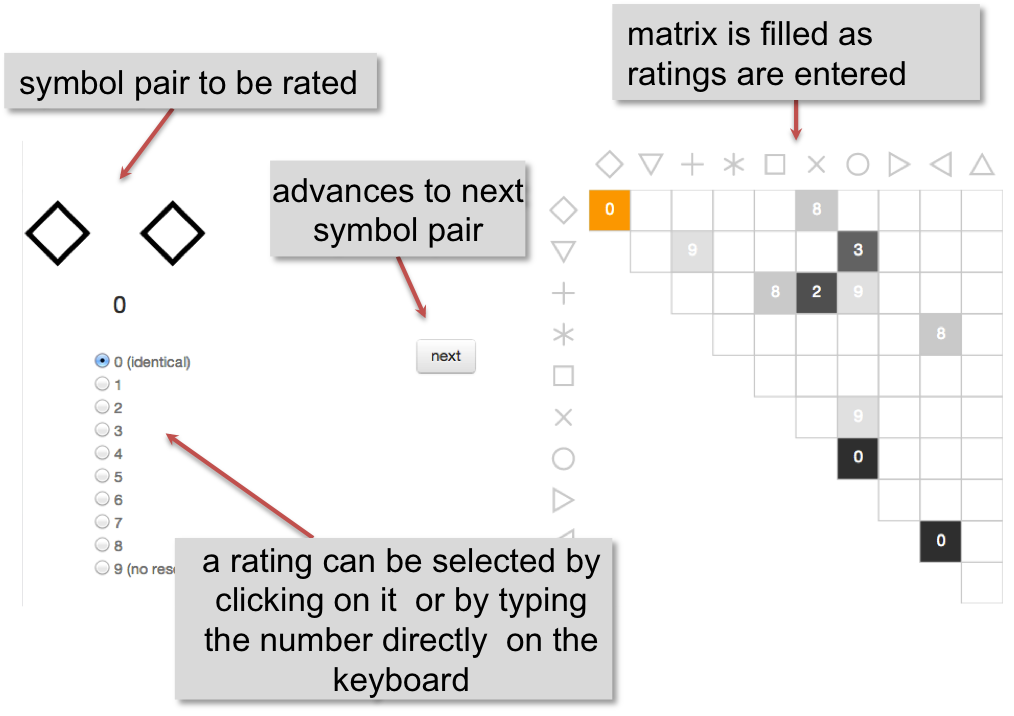 matrix is filled as
ratings are entered
symbol pair to be rated
advances to next
symbol pair
0
0 (identical)
1
2
3
4
5
6
7
8
9 (no
next
0 8
9 3
8 2 9
8
9
0
0
a rating can be selected by
clicking on it or by typing
the number directly on the
keyboard